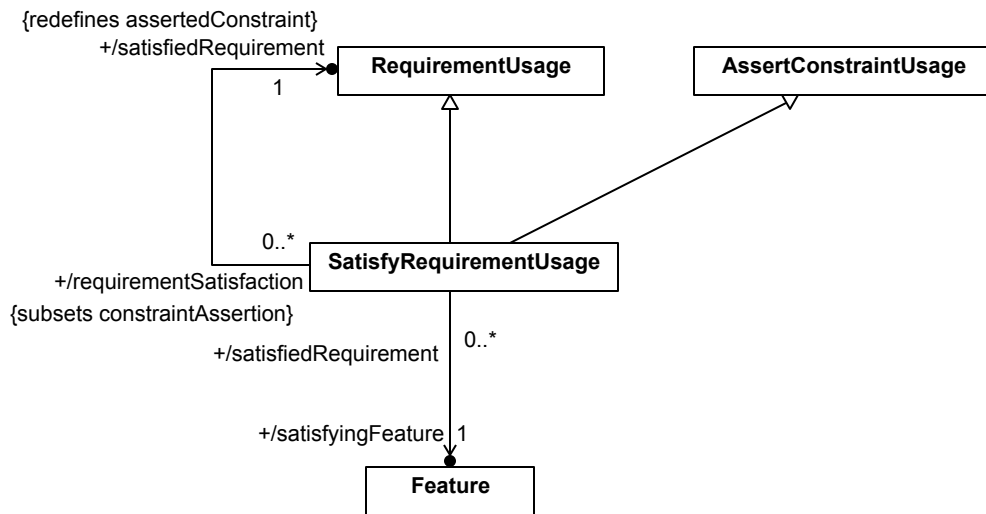 {redefines assertedConstraint}
+/satisfiedRequirement
1
RequirementUsage
AssertConstraintUsage
0..*
SatisfyRequirementUsage
+/requirementSatisfaction
{subsets constraintAssertion}
0..*
+/satisfiedRequirement
+/satisfyingFeature 1
Feature